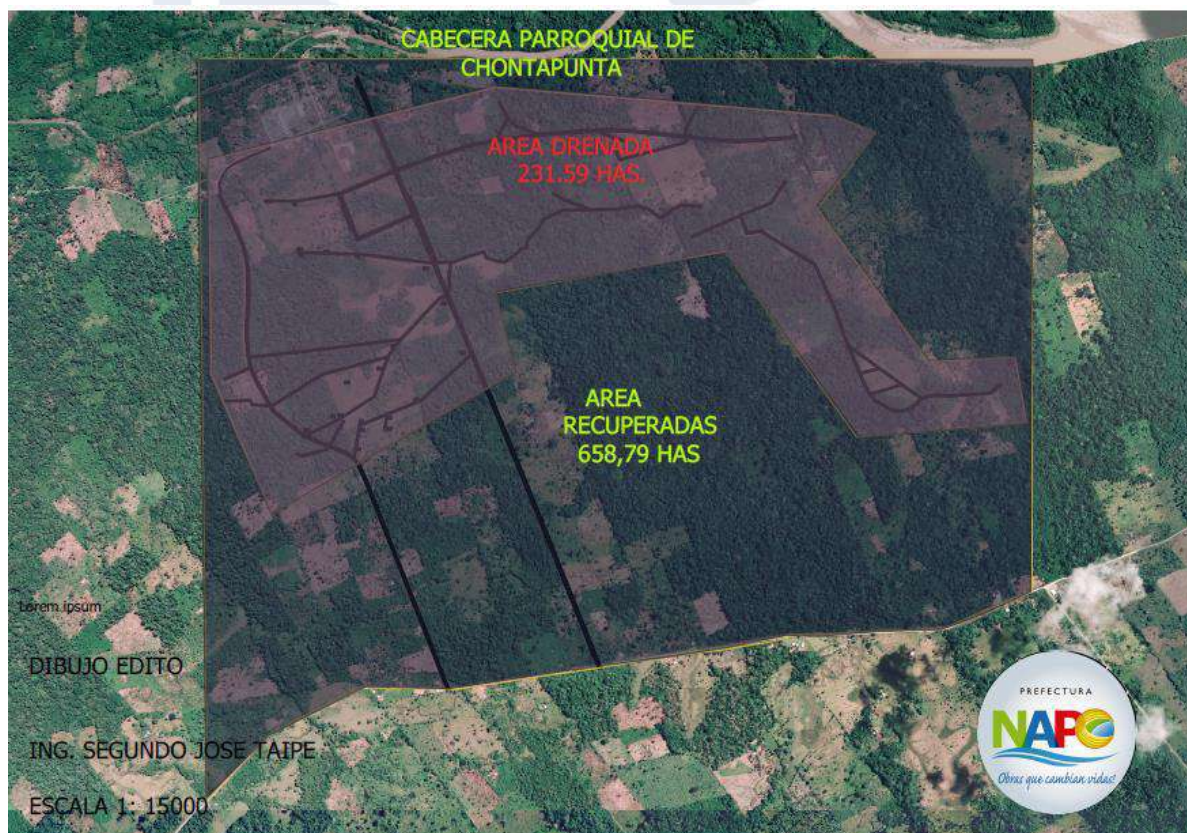 CABECERA PARROQUIAL DE
CHONTAPUNTA
AREA DRENADA
231.59 HAS.
AREA
RECUPERADAS
658,79 HAS
Lorem ipsum
DIBUJO EDITO
ING. SEGUNDO JOSE TAIPE
ESCALA 1: 15000
PREFECTURA
NAPO
Obras que cambian vidas!